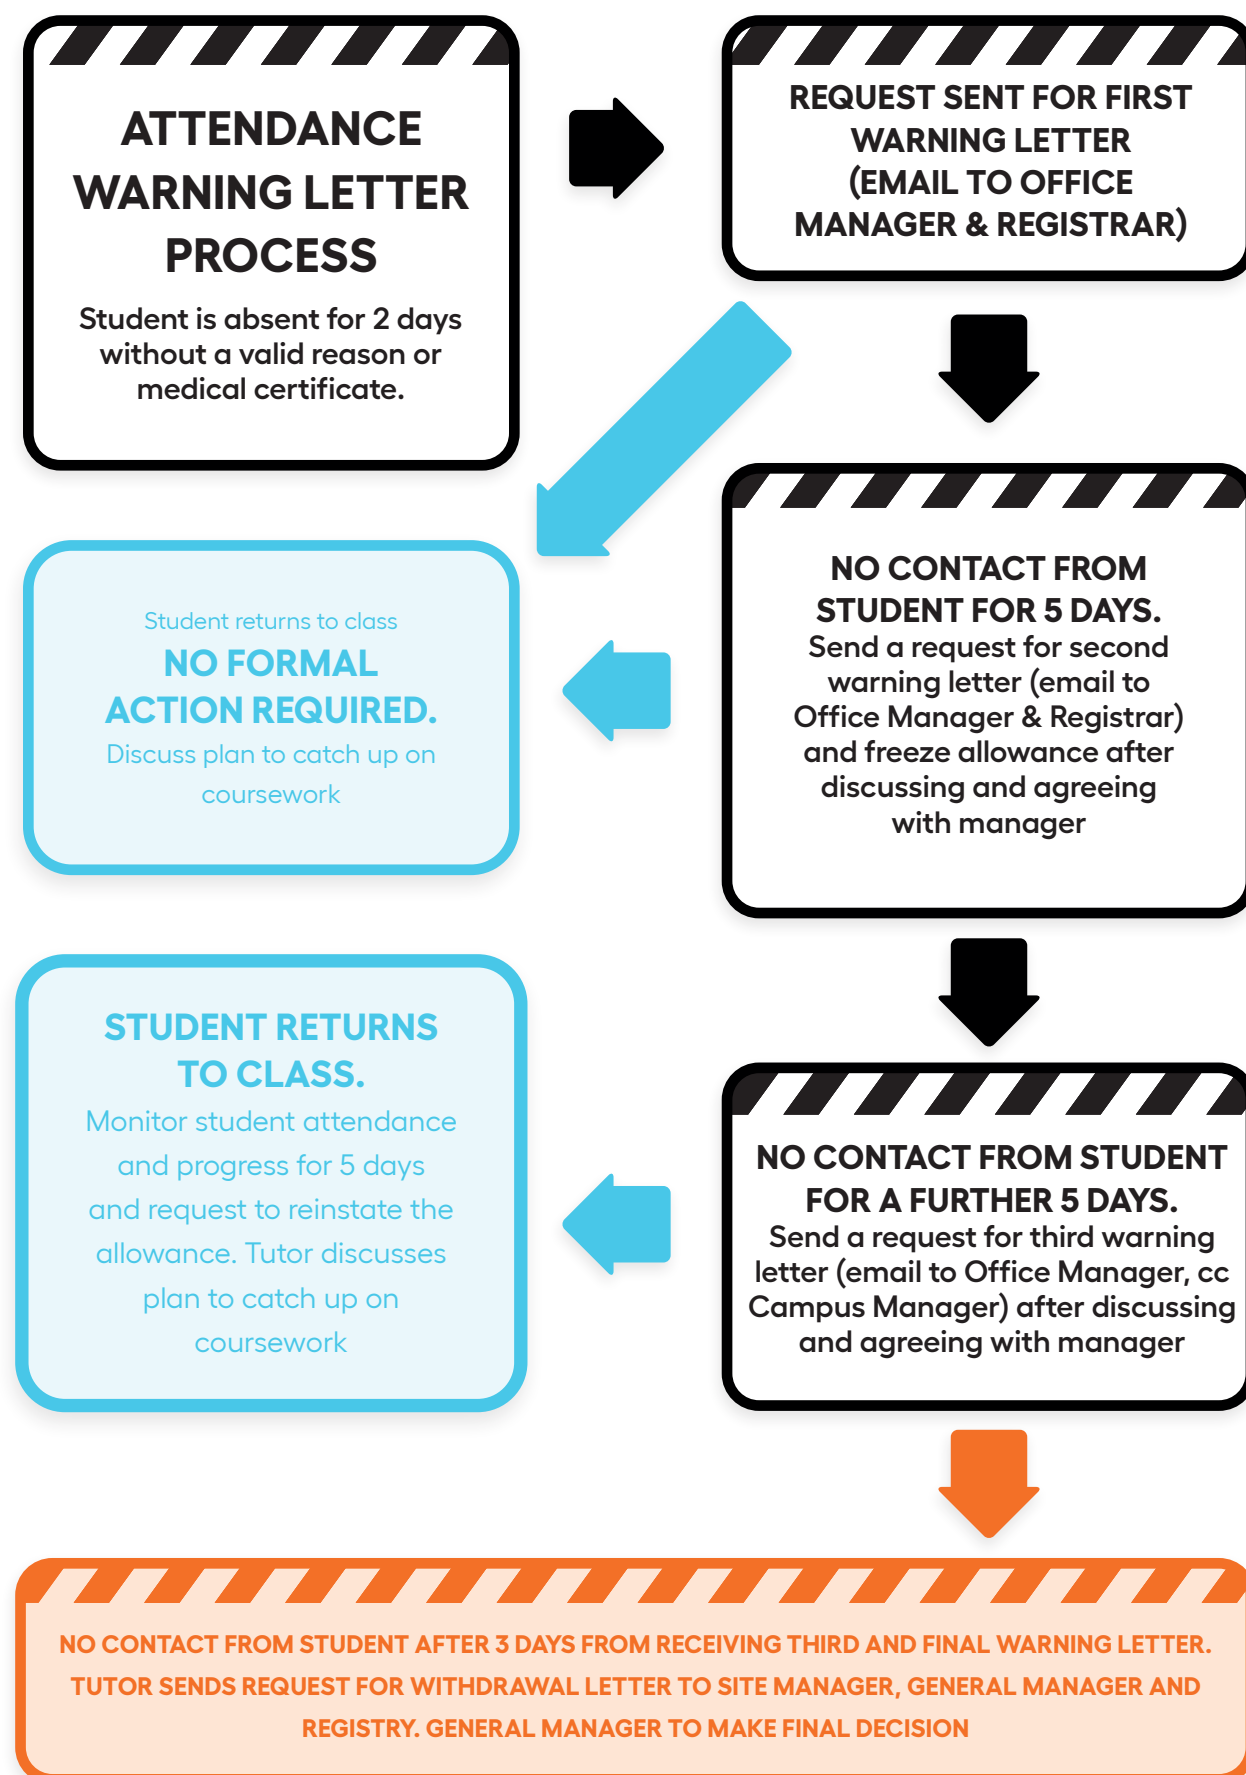 ATTENDANCE
WARNING LETTER
PROCESS
Student is absent for 2 days
without a valid reason or
medical certificate.
REQUEST SENT FOR FIRST
WARNING LETTER
(EMAIL TO OFFICE
MANAGER & REGISTRAR)
Student returns to class
NO FORMAL
ACTION REQUIRED.
Discuss plan to catch up on
coursework
NO CONTACT FROM
STUDENT FOR 5 DAYS.
Send a request for second
warning letter (email to
Office Manager & Registrar)
and freeze allowance after
discussing and agreeing
with manager
STUDENT RETURNS
TO CLASS.
Monitor student attendance
and progress for 5 days
and request to reinstate the
allowance. Tutor discusses
plan to catch up on
coursework
NO CONTACT FROM STUDENT
FOR A FURTHER 5 DAYS.
Send a request for third warning
letter (email to Office Manager, cc
Campus Manager) after discussing
and agreeing with manager
NO CONTACT FROM STUDENT AFTER 3 DAYS FROM RECEIVING THIRD AND FINAL WARNING LETTER.
TUTOR SENDS REQUEST FOR WITHDRAWAL LETTER TO SITE MANAGER, GENERAL MANAGER AND
REGISTRY. GENERAL MANAGER TO MAKE FINAL DECISION